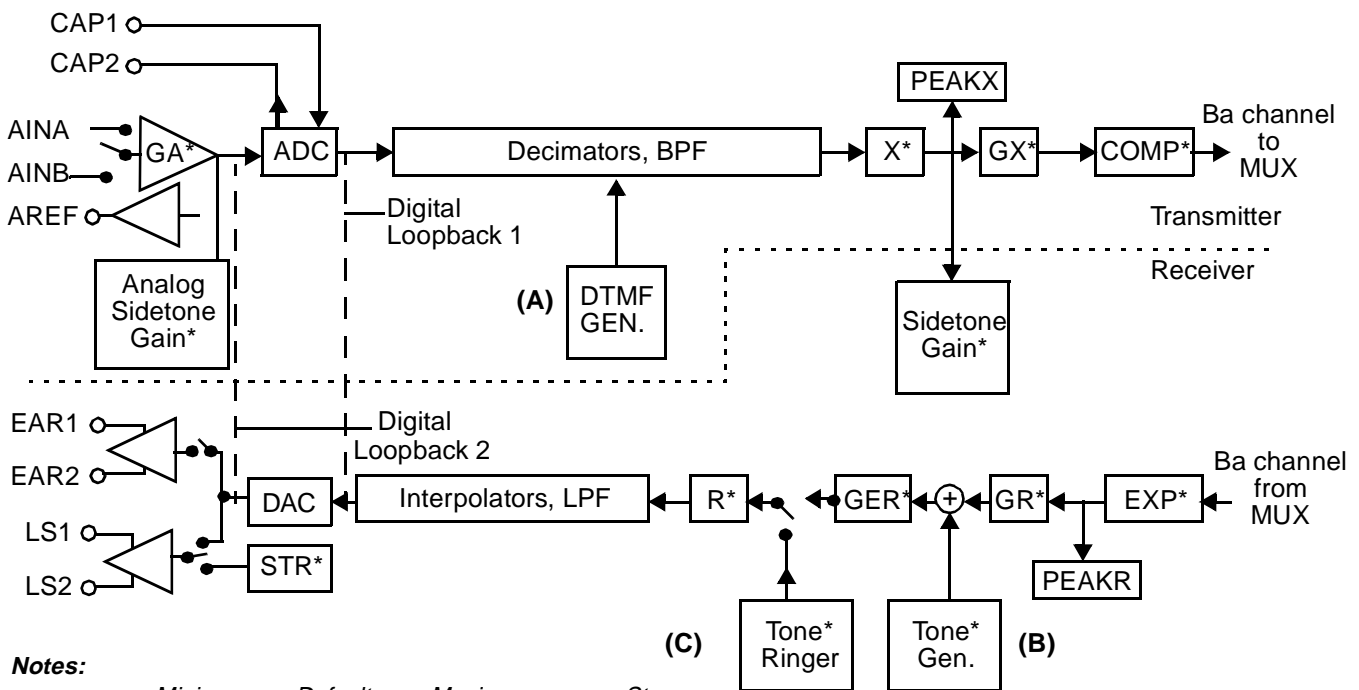 CAP1
CAP2
PEAKX
AINA
GA*
ADC
Decimators, BPF
X*
GX*
COMP*
Ba channel
to
MUX
AINB
AREF
Digital
Loopback 1
Transmitter
Receiver
Analog
Sidetone
Gain*
(A)
DTMF
GEN.
Sidetone
Gain*
EAR1
EAR2
Digital
Loopback 2
DAC
Interpolators, LPF
R*
GER*
+
GR*
EXP*
Ba channel
from
MUX
LS1
LS2
STR*
PEAKR
(C)
Tone*
Ringer
Tone*
Gen.
(B)
Notes: